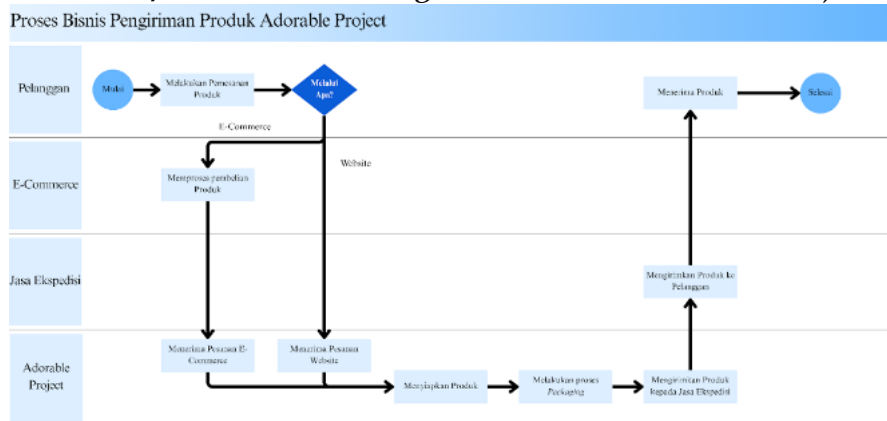 Proses Bisnis Pengiriman Produk Adorable Project
Pelanggan
Mulai
Melakukan Pemesanan
Produk
Melalui
Apa?
Menerima Produk
Selesai
E-Commerce
Website
E-Commerce
Memproses pembelian
Produk
Jasa Ekspedisi
Mengirimkan Produk ke
Pelanggan
Adorable
Project
Menerima Pesanan E-
Commerce
Menerima Pesanan
Website
Menyiapkan Produk
Melakukan proses
Packaging
Mengirimkan Produk
kepada Jasa Ekspedisi